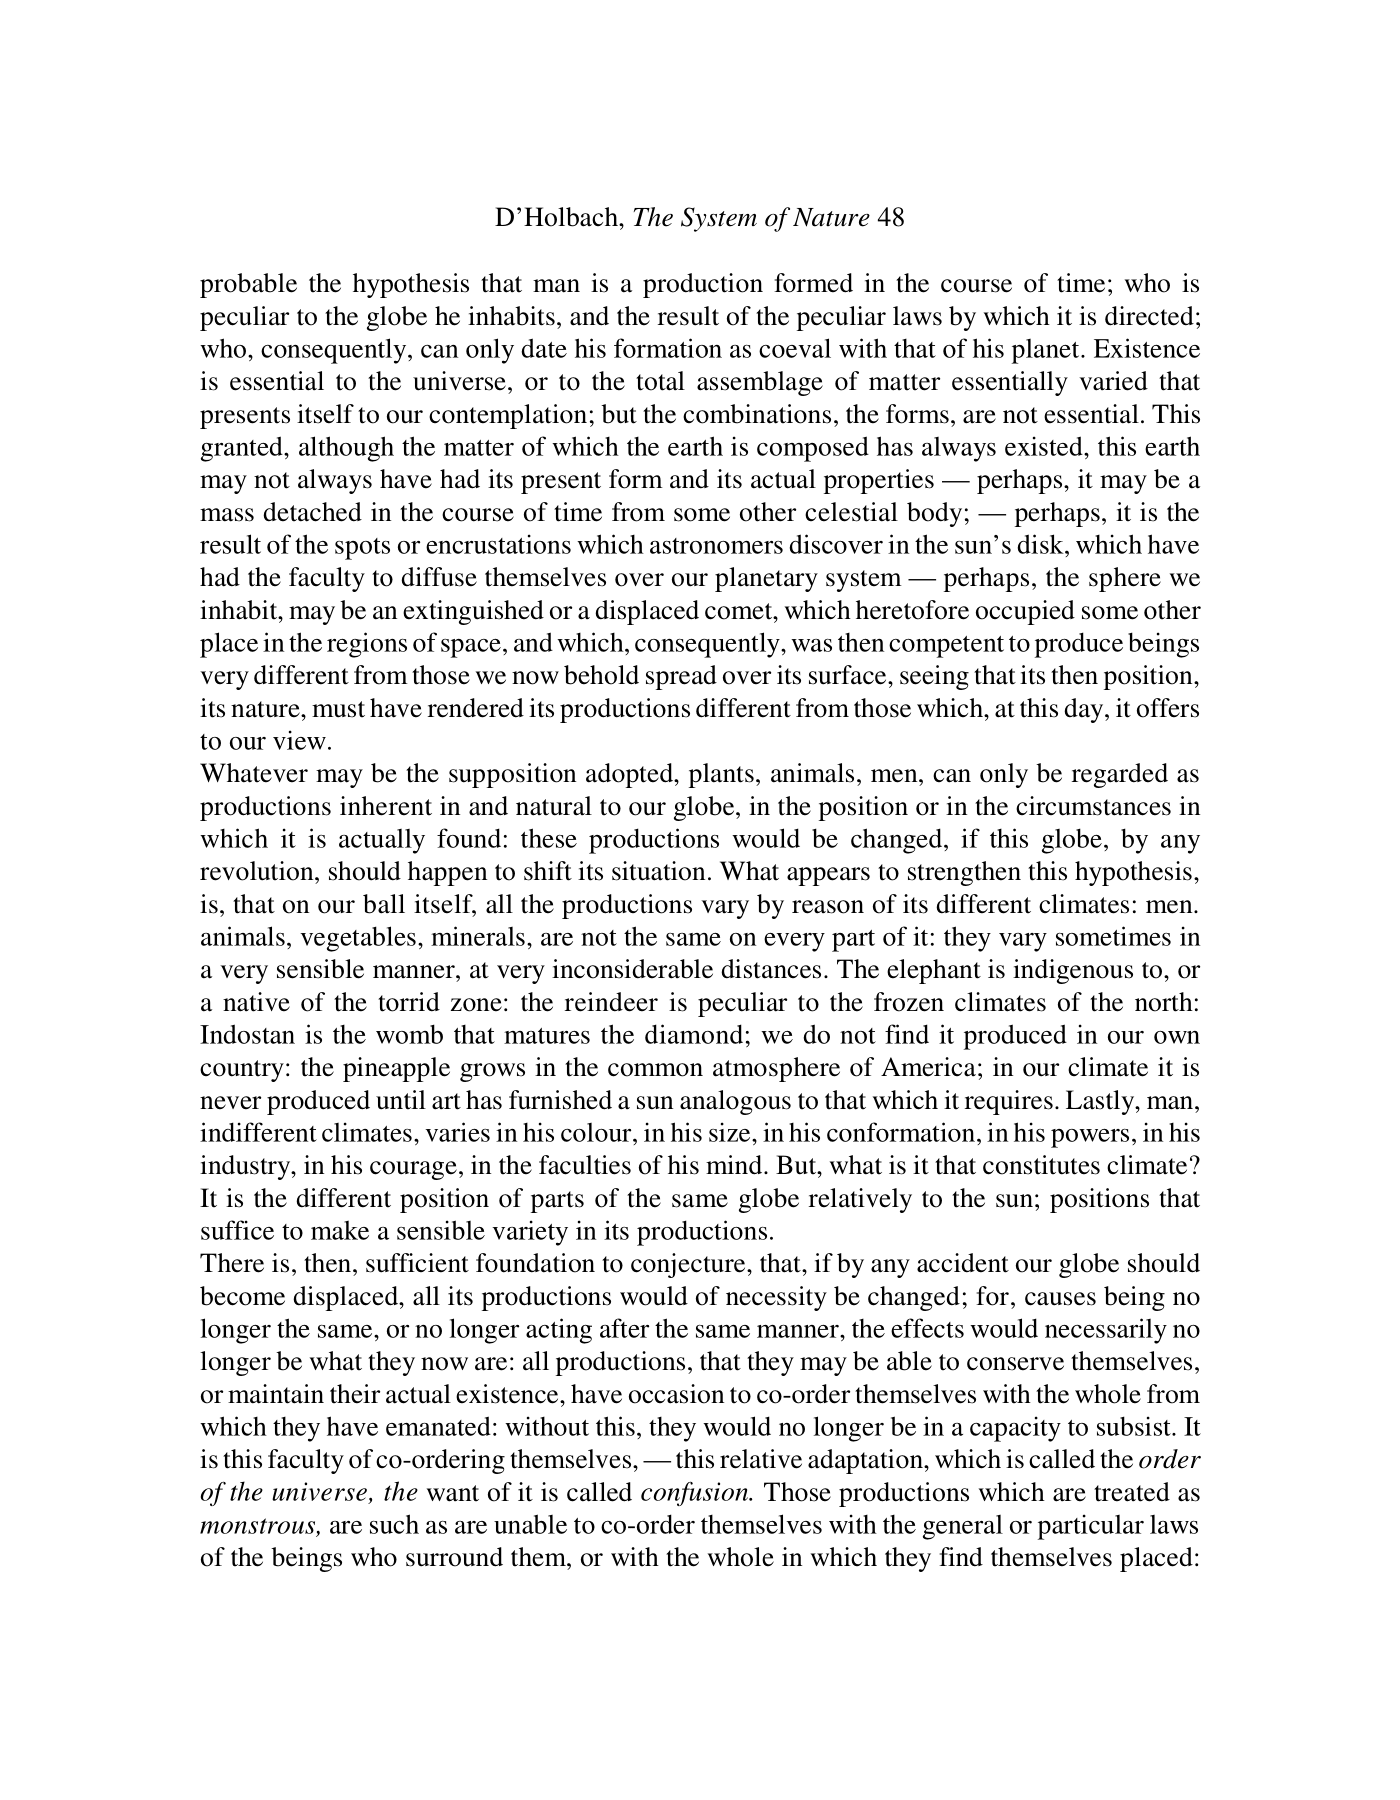 D’Holbach, The System of Nature 48
probable the hypothesis that man is a production formed in the course of time; who is
peculiar to the globe he inhabits, and the result of the peculiar laws by which it is directed;
who, consequently, can only date his formation as coeval with that of his planet. Existence
is essential to the universe, or to the total assemblage of matter essentially varied that
presents itself to our contemplation; but the combinations, the forms, are not essential. This
granted, although the matter of which the earth is composed has always existed, this earth
may not always have had its present form and its actual properties — perhaps, it may be a
mass detached in the course of time from some other celestial body; — perhaps, it is the
result of the spots or encrustations which astronomers discover in the sun’s disk, which have
had the faculty to diffuse themselves over our planetary system — perhaps, the sphere we
inhabit, may be an extinguished or a displaced comet, which heretofore occupied some other
place in the regions of space, and which, consequently, was then competent to produce beings
very different from those we now behold spread over its surface, seeing that its then position,
its nature, must have rendered its productions different from those which, at this day, it offers
to our view.
Whatever may be the supposition adopted, plants, animals, men, can only be regarded as
productions inherent in and natural to our globe, in the position or in the circumstances in
which it is actually found: these productions would be changed, if this globe, by any
revolution, should happen to shift its situation. What appears to strengthen this hypothesis,
is, that on our ball itself, all the productions vary by reason of its different climates: men.
animals, vegetables, minerals, are not the same on every part of it: they vary sometimes in
a very sensible manner, at very inconsiderable distances. The elephant is indigenous to, or
a native of the torrid zone: the reindeer is peculiar to the frozen climates of the north:
Indostan is the womb that matures the diamond; we do not find it produced in our own
country: the pineapple grows in the common atmosphere of America; in our climate it is
never produced until art has furnished a sun analogous to that which it requires. Lastly, man,
indifferent climates, varies in his colour, in his size, in his conformation, in his powers, in his
industry, in his courage, in the faculties of his mind. But, what is it that constitutes climate?
It is the different position of parts of the same globe relatively to the sun; positions that
suffice to make a sensible variety in its productions.
There is, then, sufficient foundation to conjecture, that, if by any accident our globe should
become displaced, all its productions would of necessity be changed; for, causes being no
longer the same, or no longer acting after the same manner, the effects would necessarily no
longer be what they now are: all productions, that they may be able to conserve themselves,
or maintain their actual existence, have occasion to co-order themselves with the whole from
which they have emanated: without this, they would no longer be in a capacity to subsist. It
is this faculty of co-ordering themselves, — this relative adaptation, which is called the order
of the universe, the want of it is called confusion. Those productions which are treated as
monstrous, are such as are unable to co-order themselves with the general or particular laws
of the beings who surround them, or with the whole in which they find themselves placed: